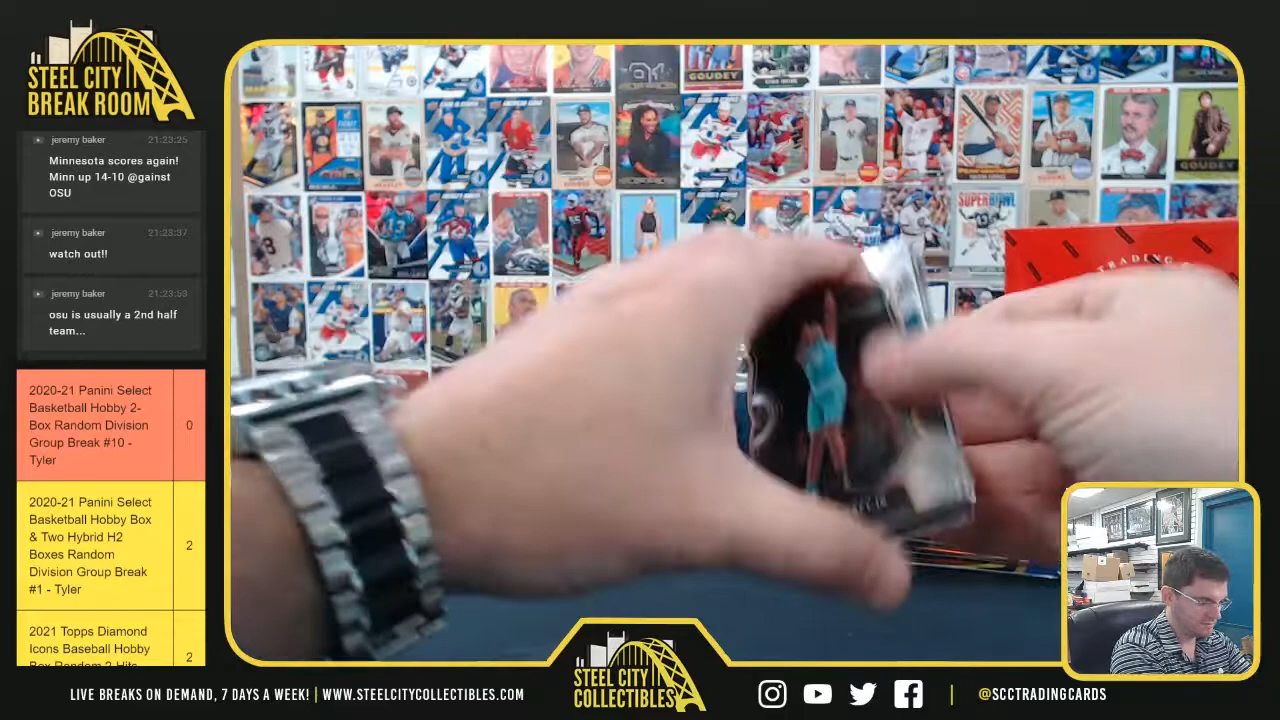 STEEL CITY
BREAK ROOM
jeremy baker 21:23:25
Minnesota scores again!
Minn up 14-10 @gainst
OSU
jeremy baker 21:23:37
watch out!!
jeremy baker 21:23:53
osu is usually a 2nd half
team...
2020-21 Panini Select
Basketball Hobby 2-
Box Random Division
Group Break #10 -
Tyler
0
2020-21 Panini Select
Basketball Hobby Box
& Two Hybrid H2
Boxes Random
Division Group Break
#1 - Tyler
2
2021 Topps Diamond
Icons Baseball Hobby
Box Random 2 Hits
2
GOUDEY
GOUDEY
SUPER BOWL
TRADING
STEEL CITY
COLLECTIBLES
LIVE BREAKS ON DEMAND, 7 DAYS A WEEK! | WWW.STEELCITYCOLLECTIBLES.COM
@SCCTRADINGCARDS